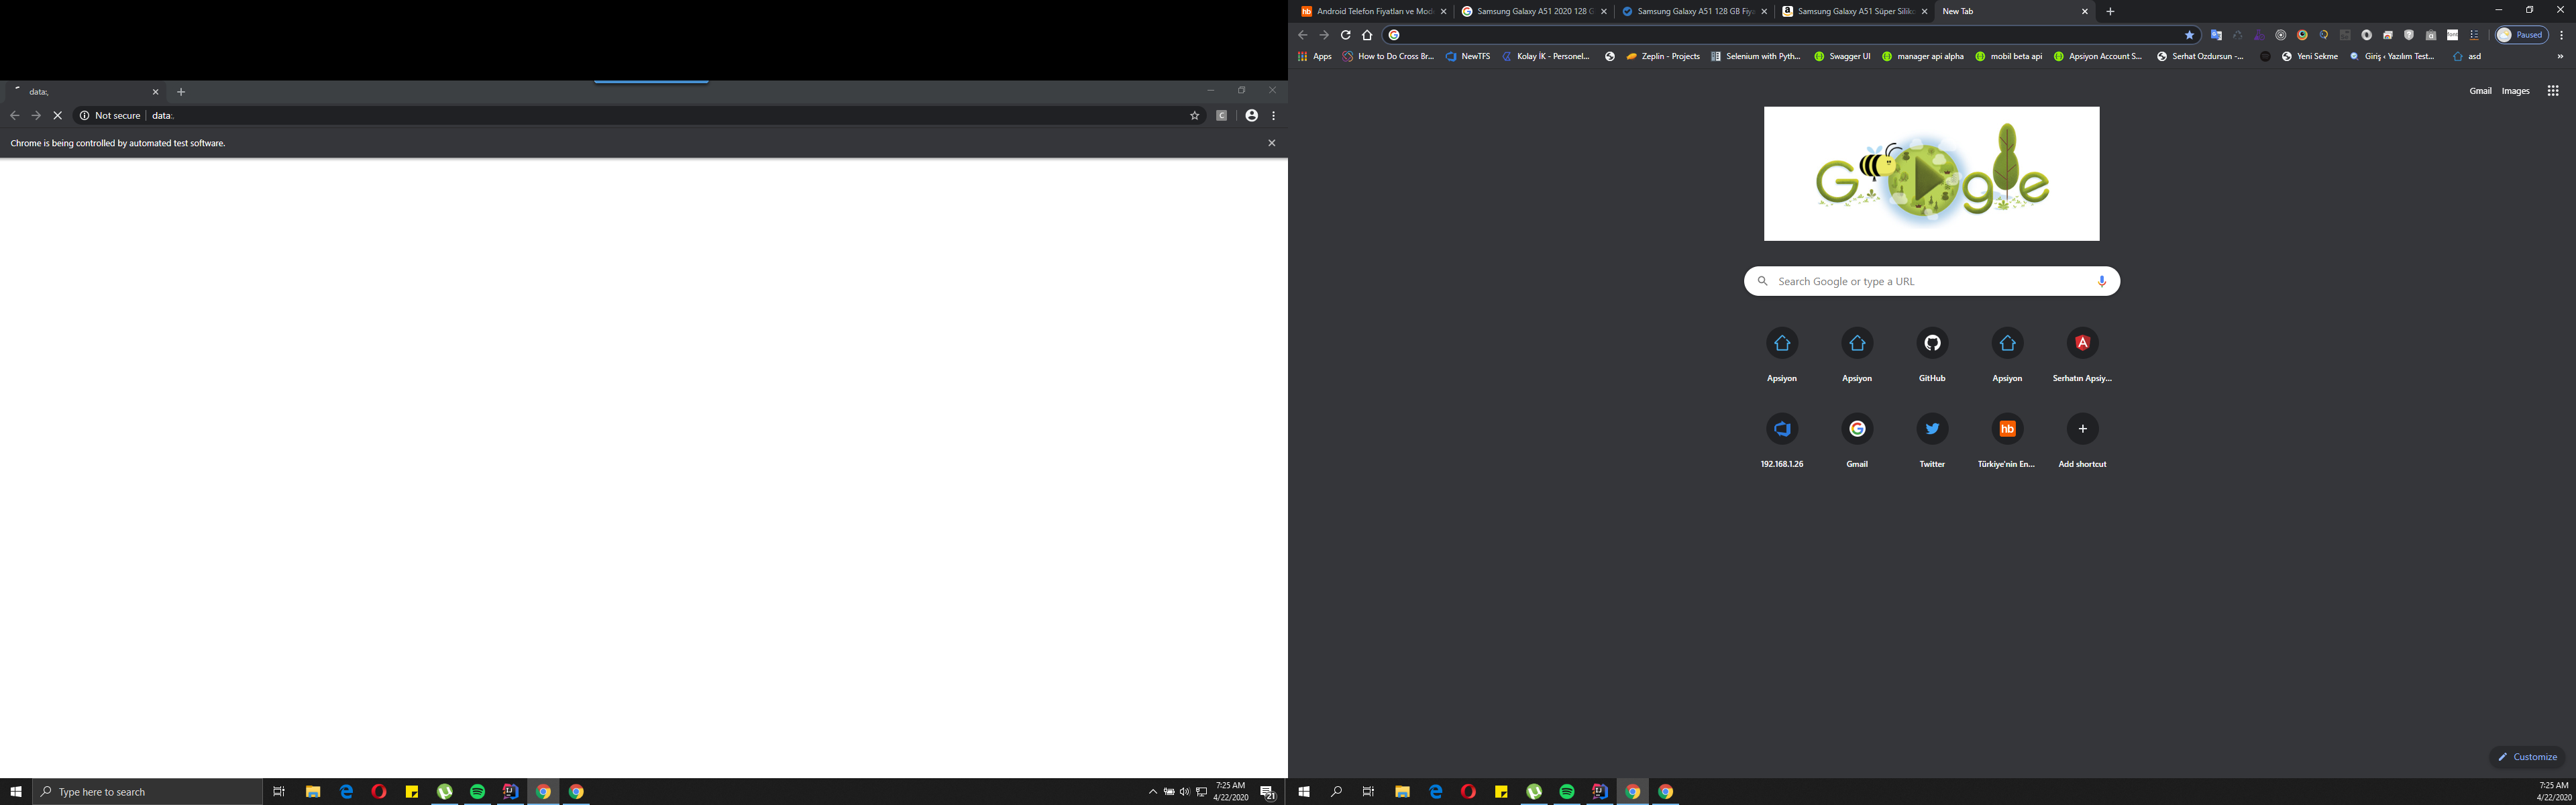 data:,
Not secure data:,
Chrome is being controlled by automated test software.
Type here to search
7:25 AM
4/22/2020
21
Android Telefon Fiyatları ve Mod
Samsung Galaxy A51 2020 128 G
Samsung Galaxy A51 128 GB Fiya
Samsung Galaxy A51 Süper Siliko
New Tab
Paused
Apps
How to Do Cross Br...
NewTFS
Kolay İK - Personel...
Zeplin - Projects
Selenium with Pyth...
Swagger UI
manager api alpha
mobil beta api
Apsiyon Account S...
Serhat Ozdursun -...
Yeni Sekme
Giriş ‹ Yazılım Test...
asd
Gmail Images
Google
Search Google or type a URL
Apsiyon Apsiyon GitHub Apsiyon Serhatın Apsiy...
hb
192.168.1.26 Gmail Twitter Türkiye'nin En... Add shortcut
Customize
7:25 AM
4/22/2020